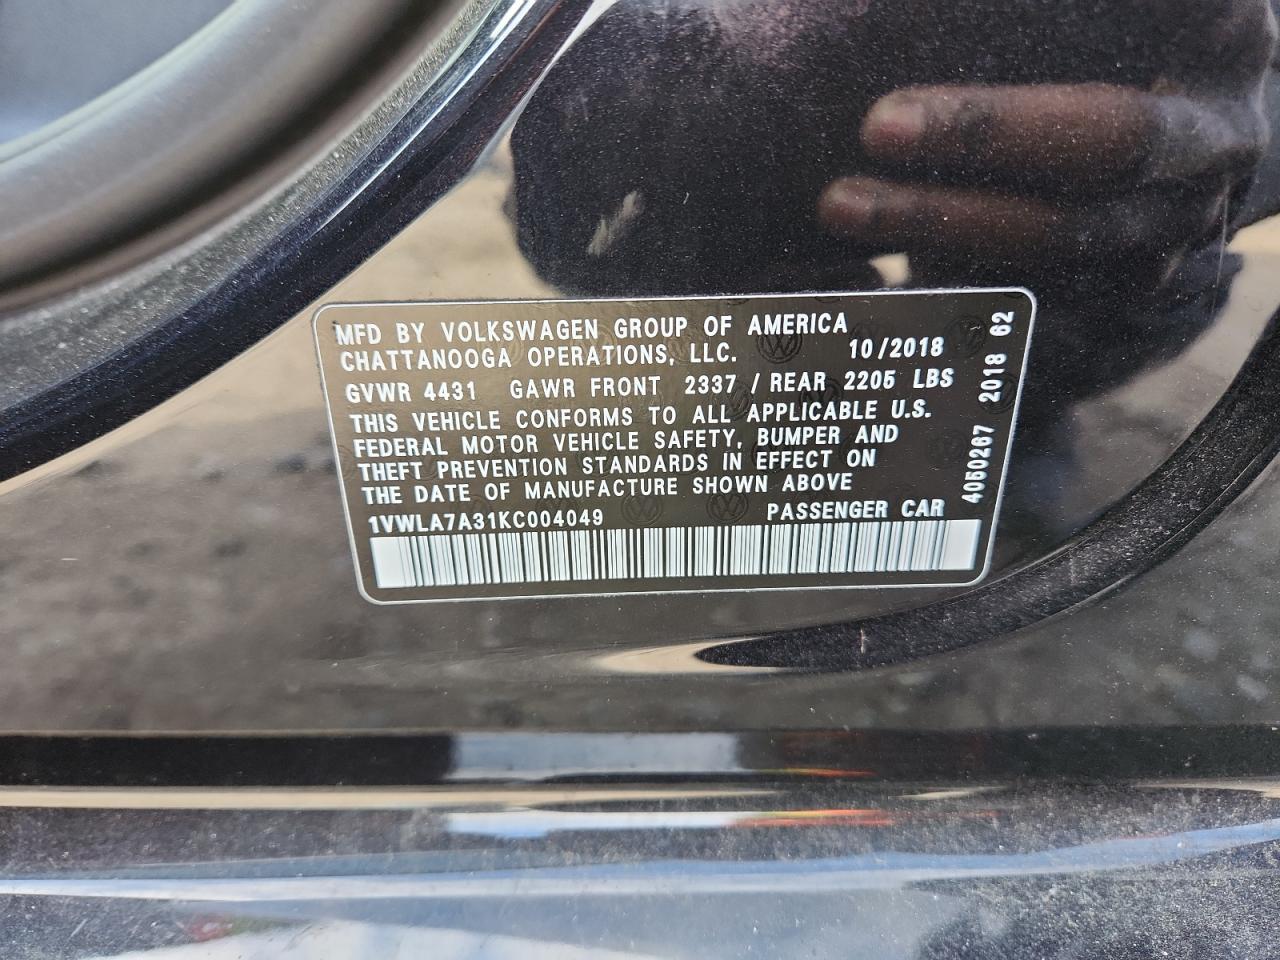 MFD BY VOLKSWAGEN GROUP OF AMERICA
CHATTANOOGA OPERATIONS, LLC. 10/2018
GVWR 4431 GAWR FRONT 2337 / REAR 2205 LBS
THIS VEHICLE CONFORMS TO ALL APPLICABLE U.S.
FEDERAL MOTOR VEHICLE SAFETY, BUMPER AND
THEFT PREVENTION STANDARDS IN EFFECT ON
THE DATE OF MANUFACTURE SHOWN ABOVE
1VWLA7A31KC004049 PASSENGER CAR
4050267 2018 62